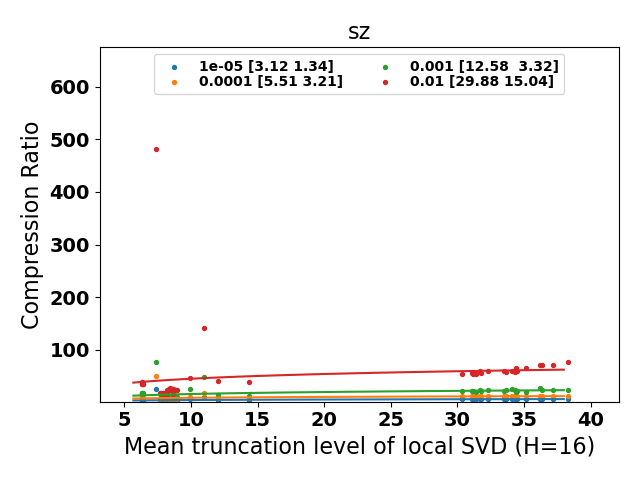 sz
1e-05 [3.12 1.34]
0.0001 [5.51 3.21]
0.001 [12.58  3.32]
0.01 [29.88 15.04]
Compression Ratio
600
500
400
300
200
100
5 10 15 20 25 30 35 40
Mean truncation level of local SVD (H=16)